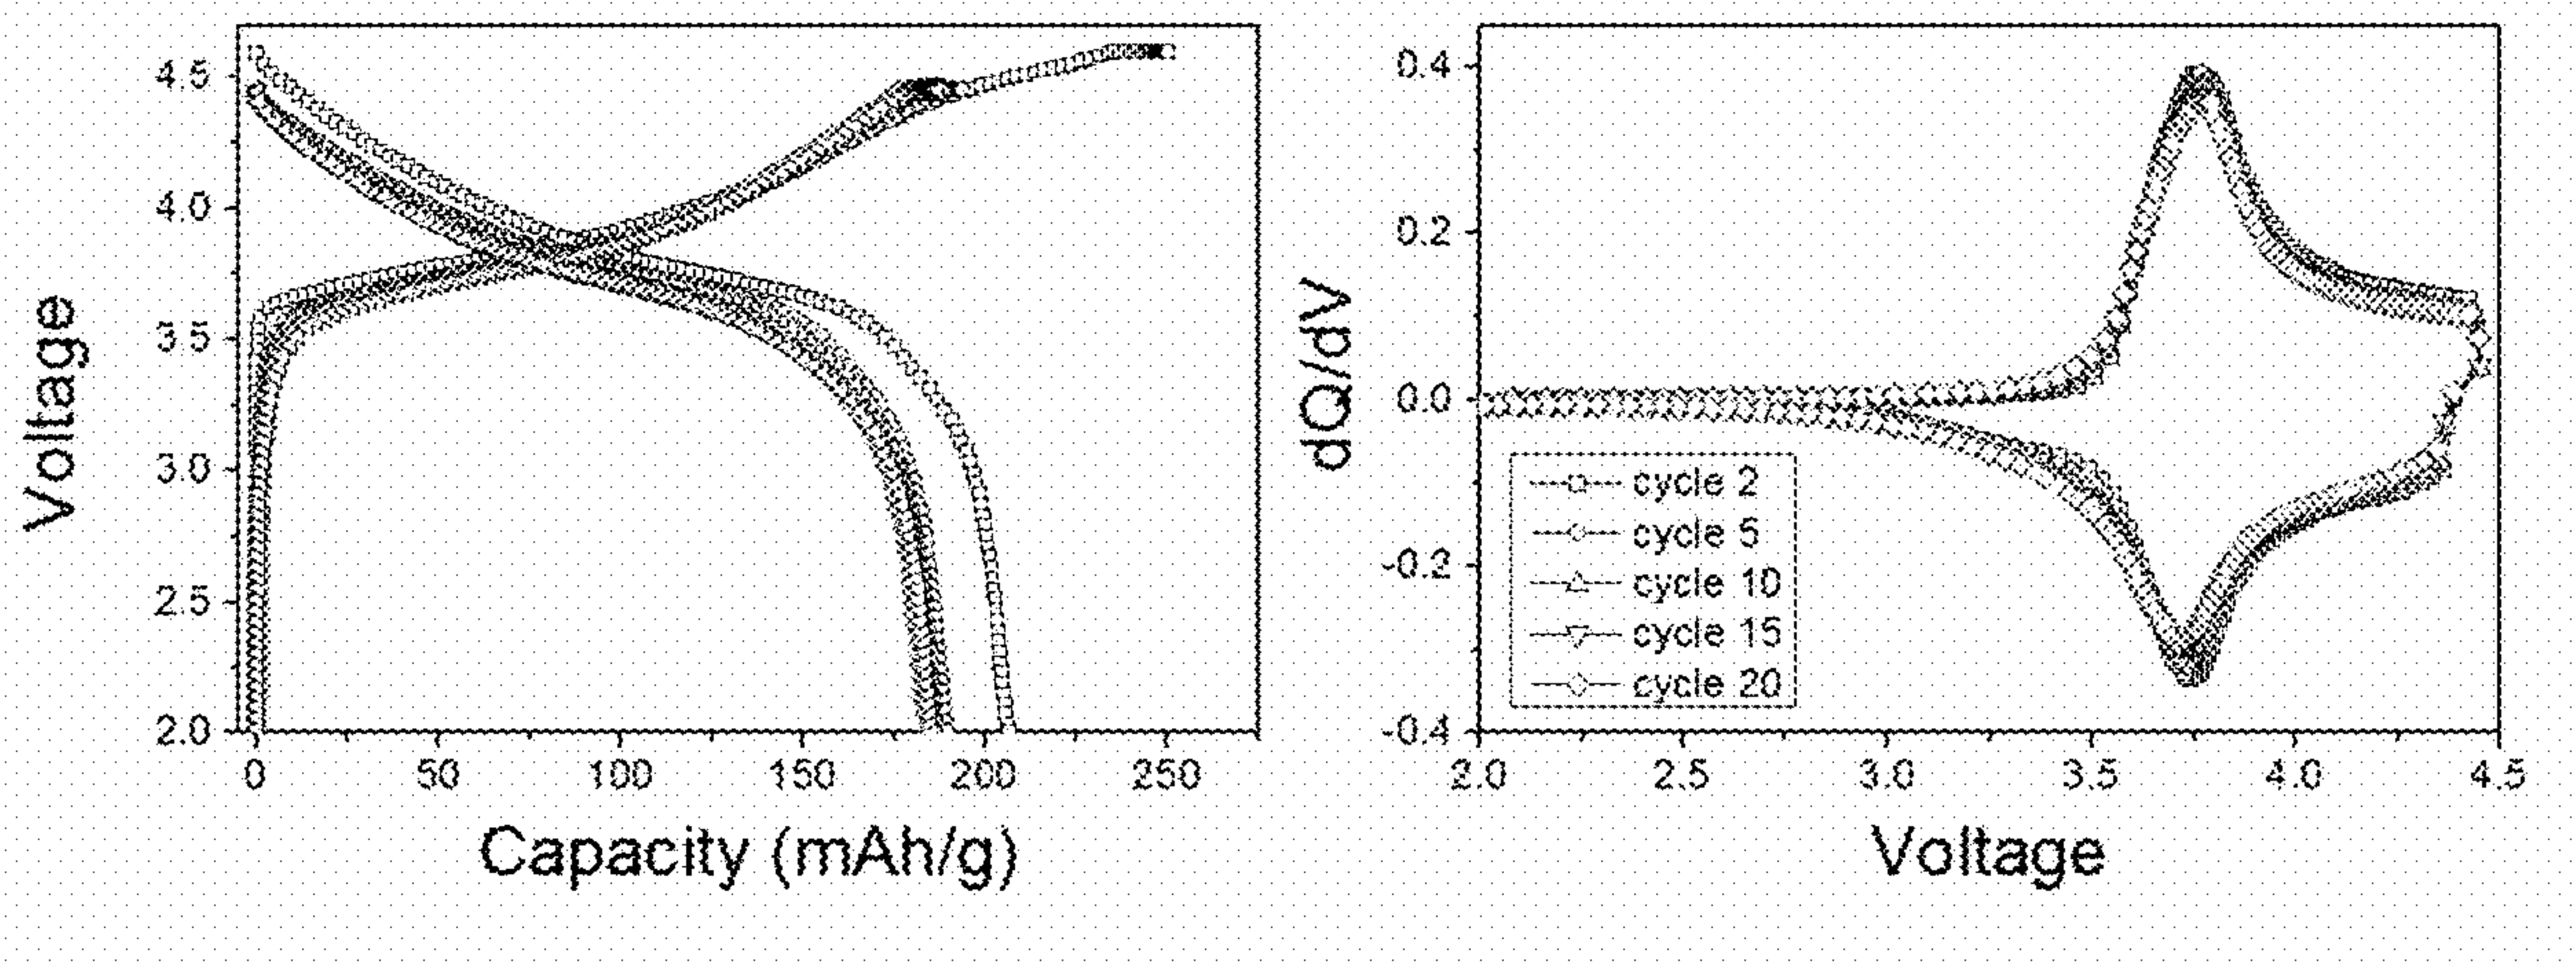 4.5
4.0
3.5
3.0
2.5
2.0
Voltage
0 50 100 150 200 250
Capacity (mAh/g)
0.4
0.2
0.0
-0.2
-0.4
dQ/dV
cycle 2
cycle 5
cycle 10
cycle 15
cycle 20
2.0 2.5 3.0 3.5 4.0 4.5
Voltage